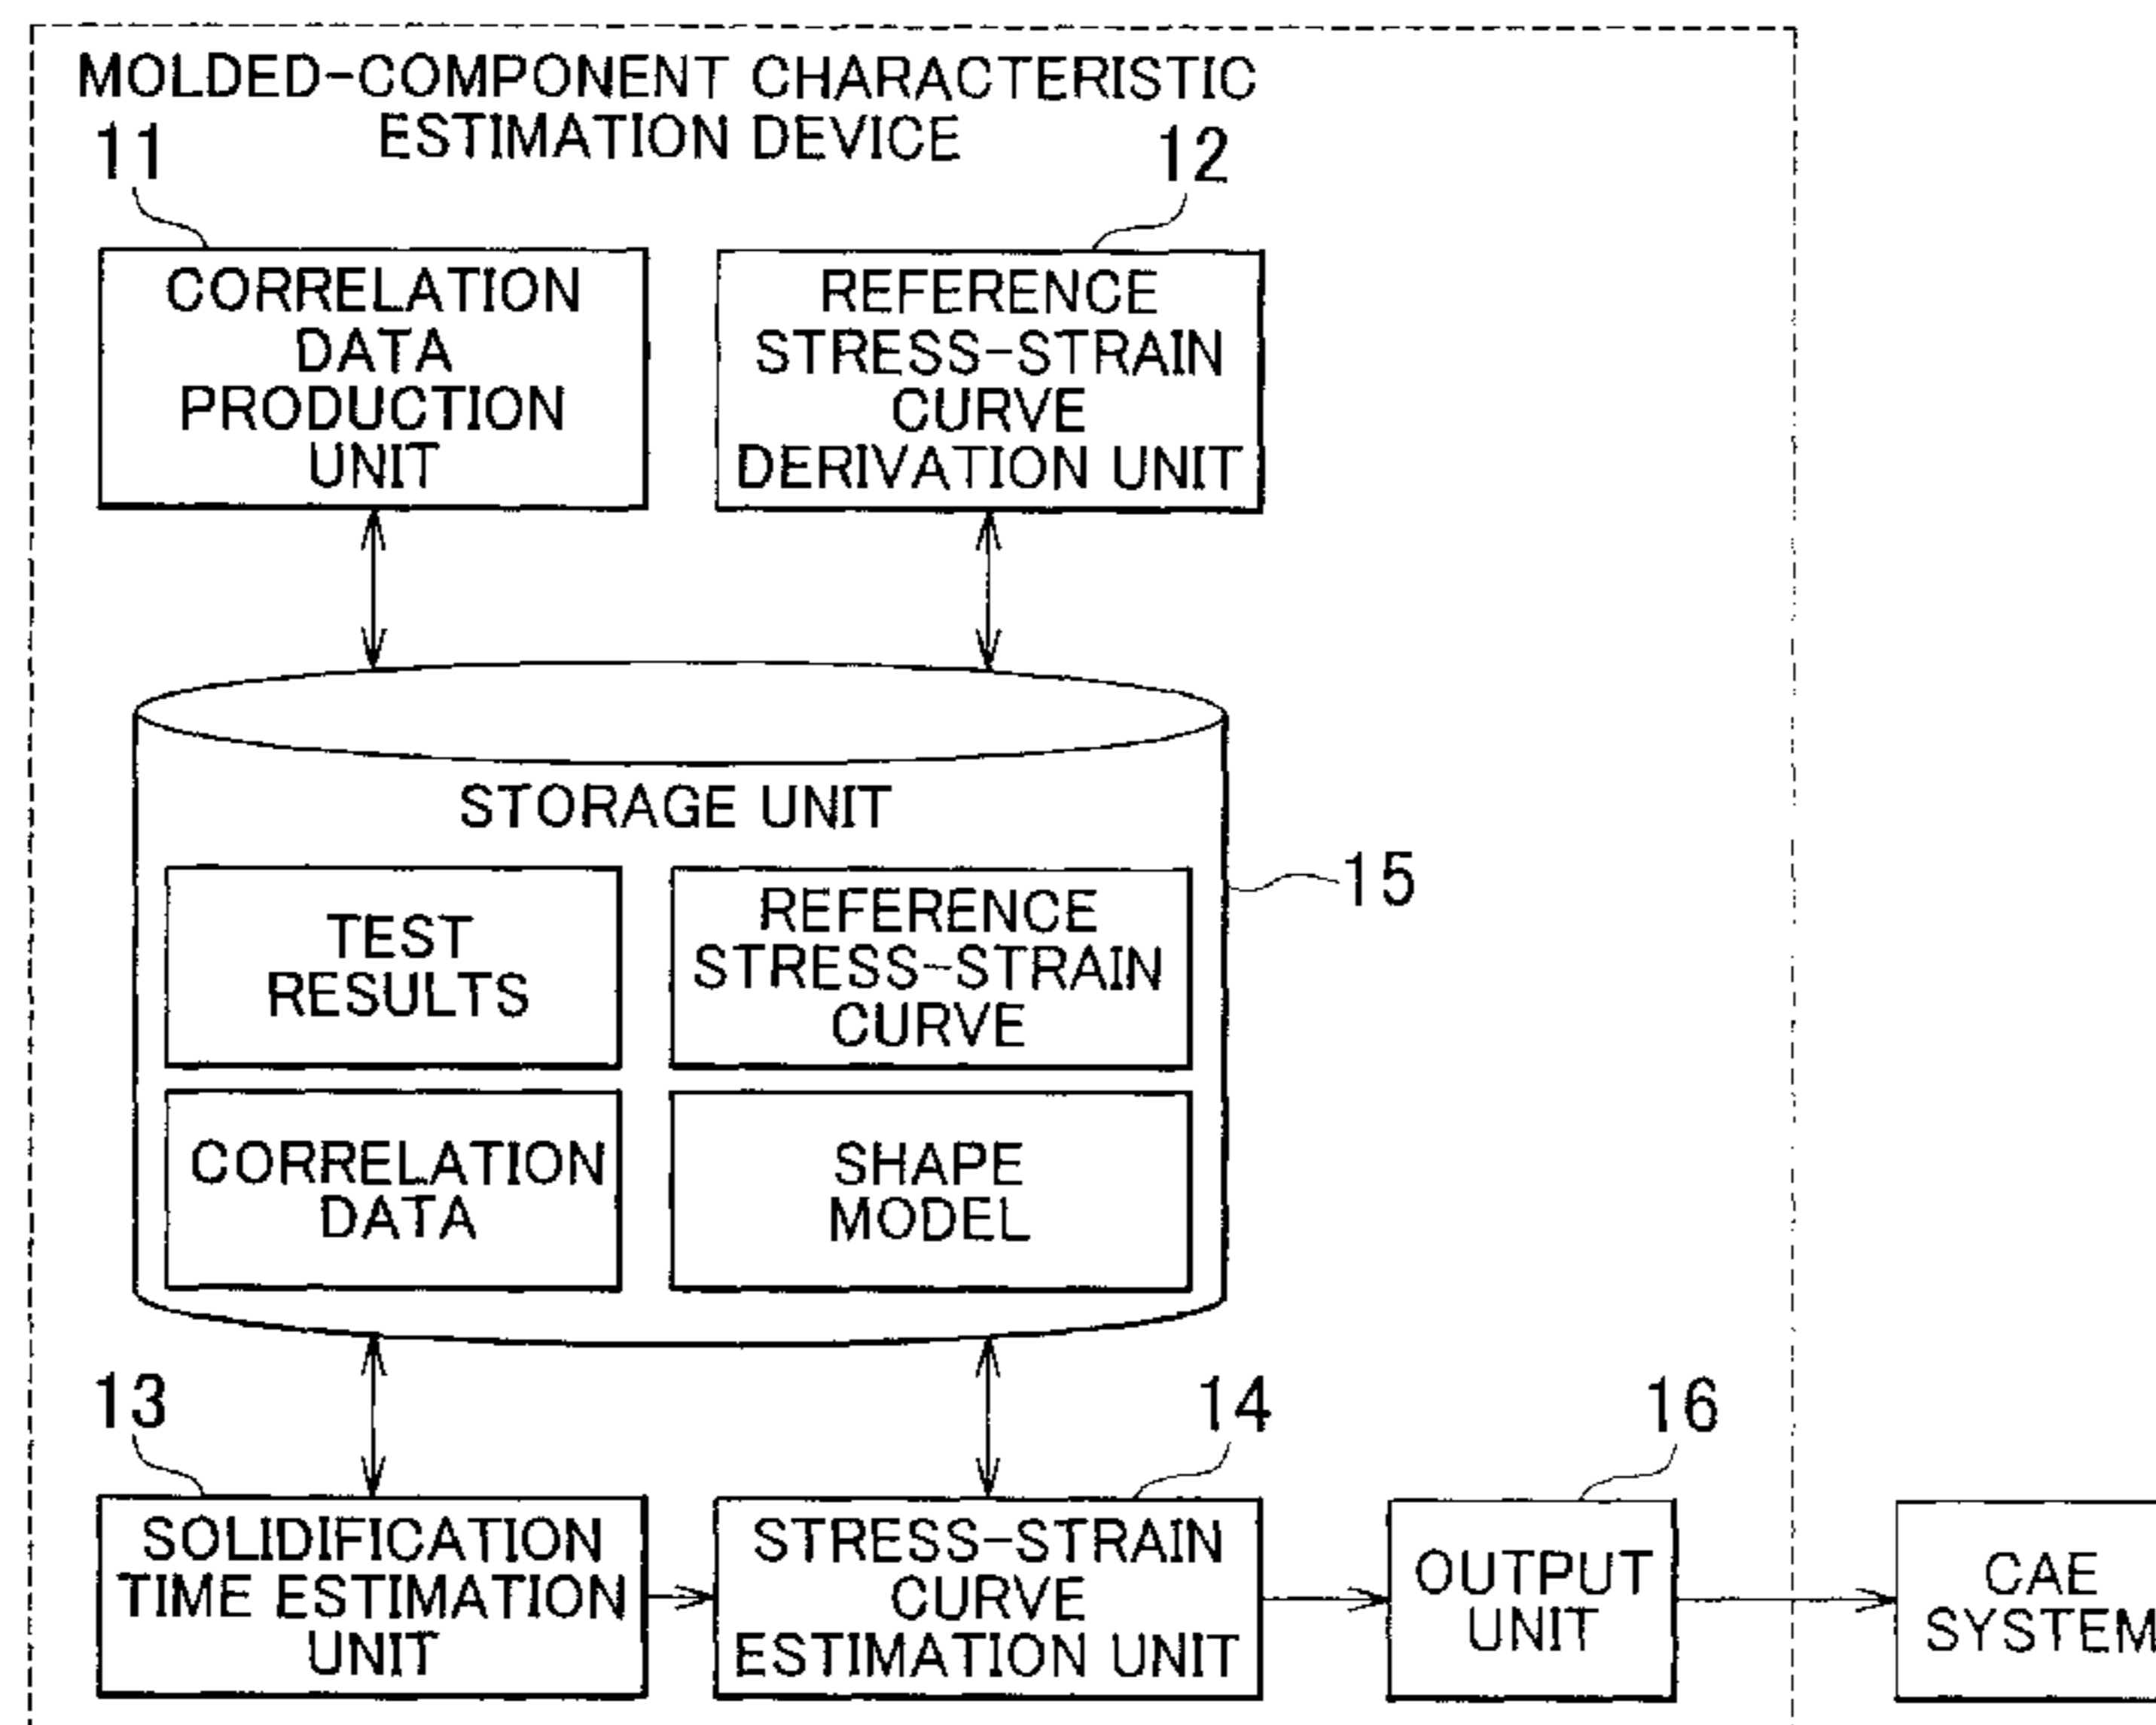 MOLDED-COMPONENT CHARACTERISTIC
ESTIMATION DEVICE
11
12
CORRELATION
DATA
PRODUCTION
UNIT
REFERENCE
STRESS-STRAIN
CURVE
DERIVATION UNIT
STORAGE UNIT
15
TEST
RESULTS
REFERENCE
STRESS-STRAIN
CURVE
CORRELATION
DATA
SHAPE
MODEL
13
14
16
SOLIDIFICATION
TIME ESTIMATION
UNIT
STRESS-STRAIN
CURVE
ESTIMATION UNIT
OUTPUT
UNIT
CAE
SYSTEM